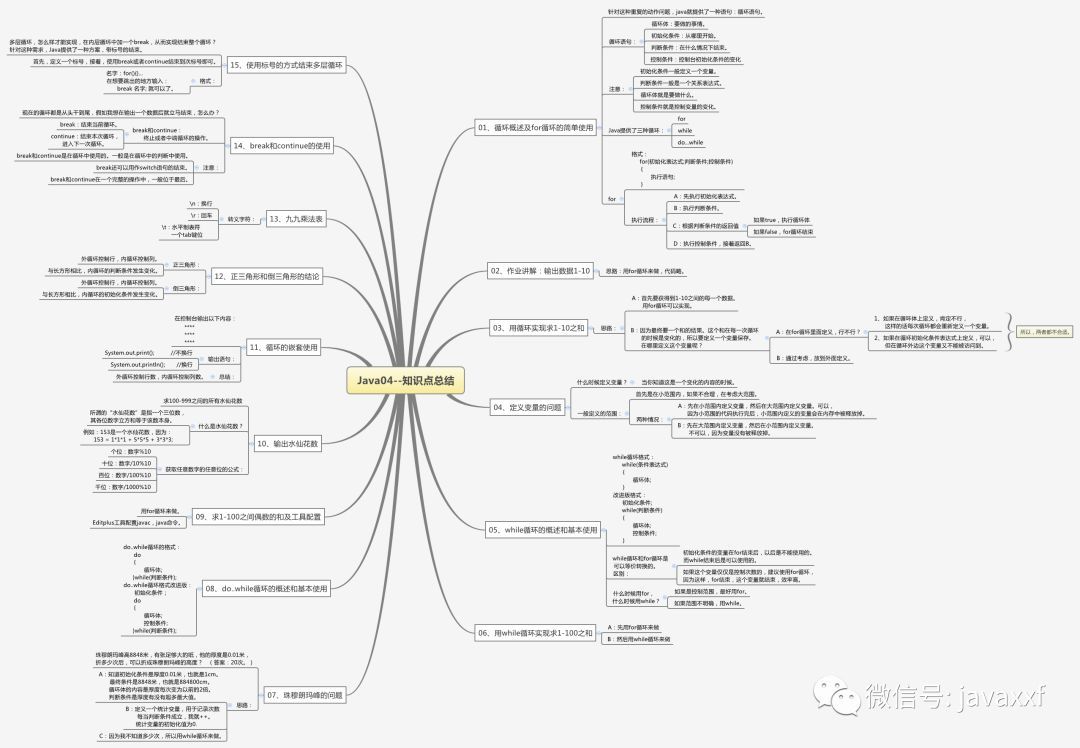 Java04--知识点总结
01、循环概述及for循环的简单使用
针对这种重复的动作问题，java就提供了一种语句：循环语句。
循环语句：
循环体：要做的事情。
初始化条件：从哪里开始。
判断条件：在什么情况下结束。
控制条件：控制台初始化条件的变化
注意：
初始化条件一般定义一个变量。
判断条件一般是一个关系表达式。
循环体就是要做什么。
控制条件就是控制变量的变化。
Java提供了三种循环：
for
while
do..while
for
格式：
for(初始化表达式;判断条件;控制条件)
{
执行语句;
}
执行流程：
A：先执行初始化表达式。
B：执行判断条件。
C：根据判断条件的返回值
如果true，执行循环体
如果false，for循环结束
D：执行控制条件，接着返回B。
02、作业讲解：输出数据1-10
思路：用for循环来做，代码略。
03、用循环实现求1-10之和
思路：
A：首先要获得到1-10之间的每一个数据。
用for循环可以实现。
B：因为最终要一个和的结果。这个和在每一次循环
的时候是变化的，所以要定义一个变量保存。
在哪里定义这个变量呢？
A：在for循环里面定义，行不行？
1、如果在循环体上定义，肯定不行，
这样的话每次循环都会重新定义一个变量。
2、如果在循环初始化条件表达式上定义，可以，
但在循环外边这个变量又不能被访问到。
所以，两者都不合适。
B：通过考虑，放到外面定义。
04、定义变量的问题
什么时候定义变量？
当你知道这是一个变化的内容的时候。
一般定义的范围：
首先是在小范围内，如果不合理，在考虑大范围。
两种情况：
A：先在小范围内定义变量，然后在大范围内定义变量。可以，
因为小范围的代码执行完后，小范围内定义的变量会在内存中被释放掉。
B：先在大范围内定义变量，然后在小范围内定义变量。
不可以，因为变量没有被释放掉。
05、while循环的概述和基本使用
while循环格式：
while(条件表达式)
{
循环体;
}
改进版格式：
初始化条件;
while(判断条件)
{
循环体;
控制条件;
}
while循环和for循环是
可以等价转换的。
区别：
初始化条件的变量在for结束后，以后是不能使用的。
而while结束后是可以使用的。
如果这个变量仅仅是控制次数的，建议使用for循环，
因为这样，for结束，这个变量就结束，效率高。
什么时候用for，
什么时候用while？
如果是控制范围，最好用for。
如果范围不明确，用while。
06、用while循环实现求1-100之和
A：先用for循环来做
B：然后用while循环来做
15、使用标号的方式结束多层循环
多层循环，怎么样才能实现，在内层循环中加一个break，从而实现结束整个循环？
针对这种需求，Java提供了一种方案，带标号的结束。
首先，定义一个标号，接着，使用break或者continue结束到次标号即可。
格式：
名字：for(){}...
在想要跳出的地方输入：
break 名字; 就可以了。
14、break和continue的使用
现在的循环都是从头干到尾，假如我想在输出一个数据后就立马结束，怎么办？
break和continue：
终止或者中端循环的操作。
break：结束当前循环。
continue：结束本次循环，
进入下一次循环。
注意：
break和continue是在循环中使用的。一般是在循环中的判断中使用。
break还可以用作switch语句的结束。
break和continue在一个完整的操作中，一般位于最后。
13、九九乘法表
转义字符：
\n：换行
\r：回车
\t：水平制表符
一个tab键位
12、正三角形和倒三角形的结论
正三角形：
外循环控制行，内循环控制列。
与长方形相比，内循环的判断条件发生变化。
倒三角形：
外循环控制行，内循环控制列。
与长方形相比，内循环的初始化条件发生变化。
11、循环的嵌套使用
在控制台输出以下内容：
****
****
****
输出语句：
System.out.print(); //不换行
System.out.println(); //换行
总结：
外循环控制行数，内循环控制列数。
10、输出水仙花数
求100-999之间的所有水仙花数
什么是水仙花数？
所谓的“水仙花数”是指一个三位数，
其各位数字立方和等于该数本身。
例如：153是一个水仙花数，因为：
153 = 1*1*1 + 5*5*5 + 3*3*3;
获取任意数字的任意位的公式：
个位：数字%10
十位：数字/10%10
百位：数字/100%10
千位：数字/1000%10
09、求1-100之间偶数的和及工具配置
用for循环来做。
Editplus工具配置javac，java命令。
08、do..while循环的概述和基本使用
do..while循环的格式：
do
{
循环体;
}while(判断条件);
do..while循环格式改进版：
初始化条件；
do
{
循环体;
控制条件;
}while(判断条件);
07、珠穆朗玛峰的问题
珠穆朗玛峰高8848米，有张足够大的纸，他的厚度是0.01米，
折多少次后，可以折成珠穆朗玛峰的高度？（答案：20次。）
思路：
A：知道初始化条件是厚度0.01米，也就是1cm。
最终条件是8848米，也就是884800cm。
循环体的内容是厚度每次变为以前的2倍。
判断条件是厚度有没有超多最大值。
B：定义一个统计变量，用于记录次数
每当判断条件成立，我就++。
统计变量的初始化值为0.
C：因为我不知道多少次，所以用while循环来做。
微信号: javaxxf